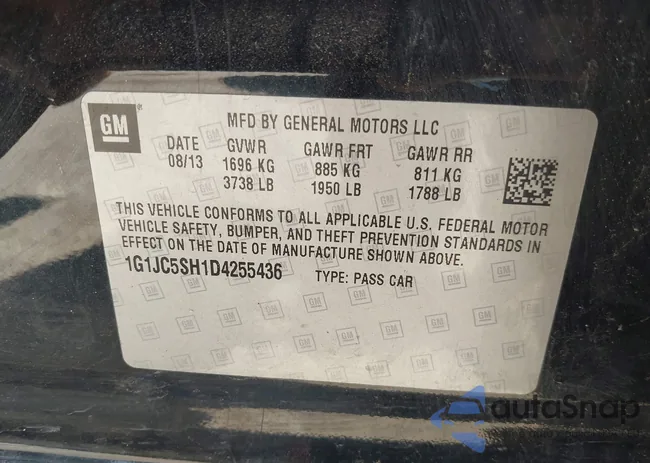 GM
MFD BY GENERAL MOTORS LLC
DATE GVWR GAWR FRT GAWR RR
08/13 1696 KG 885 KG 811 KG
3738 LB 1950 LB 1788 LB
THIS VEHICLE CONFORMS TO ALL APPLICABLE U.S. FEDERAL MOTOR
VEHICLE SAFETY, BUMPER, AND THEFT PREVENTION STANDARDS IN
EFFECT ON THE DATE OF MANUFACTURE SHOWN ABOVE.
1G1JC5SH1D4255436 TYPE: PASS CAR
autoSnap